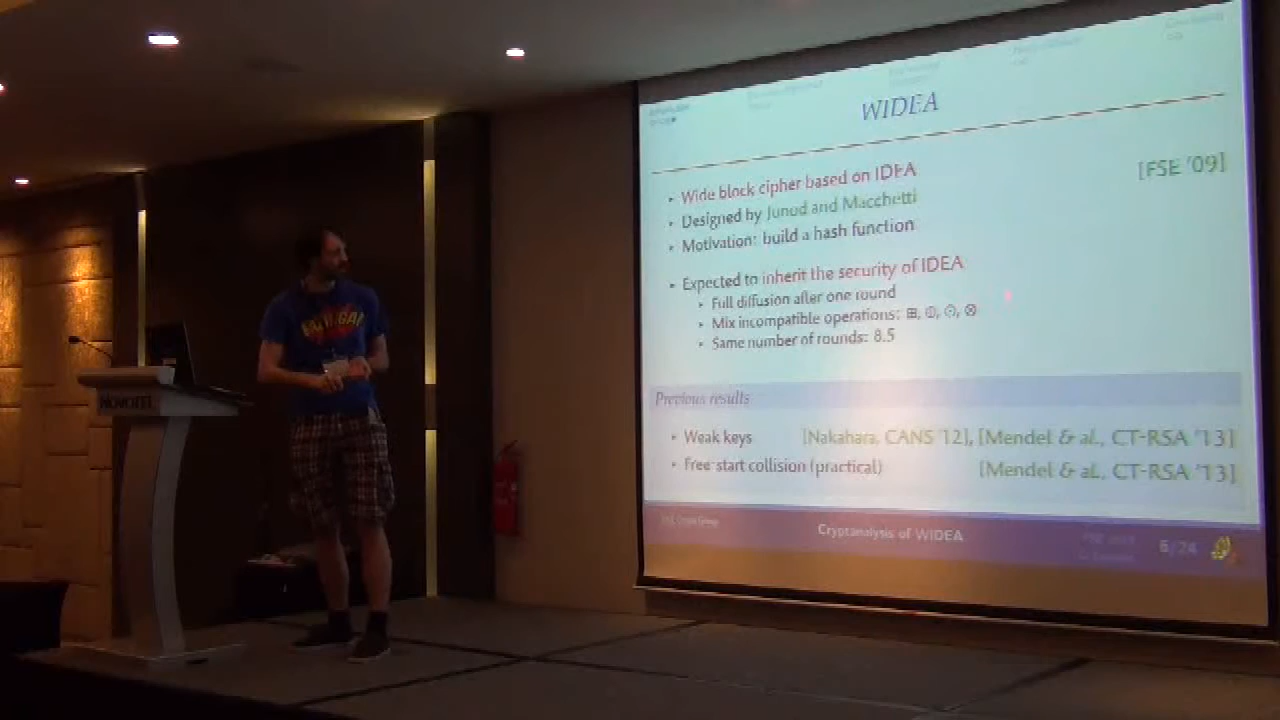 WIDEA
Wide block cipher based on IDEA [FSE '09]
Designed by Junod and Macchetti
Motivation: build a hash function
Expected to inherit the security of IDEA
Full diffusion after one round
Mix incompatible operations: ⊞, ⊕, ⊙, ⊗
Same number of rounds: 8.5
Previous results
Weak keys [Nakahara, CANS '12], [Mendel & al., CT-RSA '13]
Free-start collision (practical) [Mendel & al., CT-RSA '13]
Cryptanalysis of WIDEA
6/24
NOVOTEL